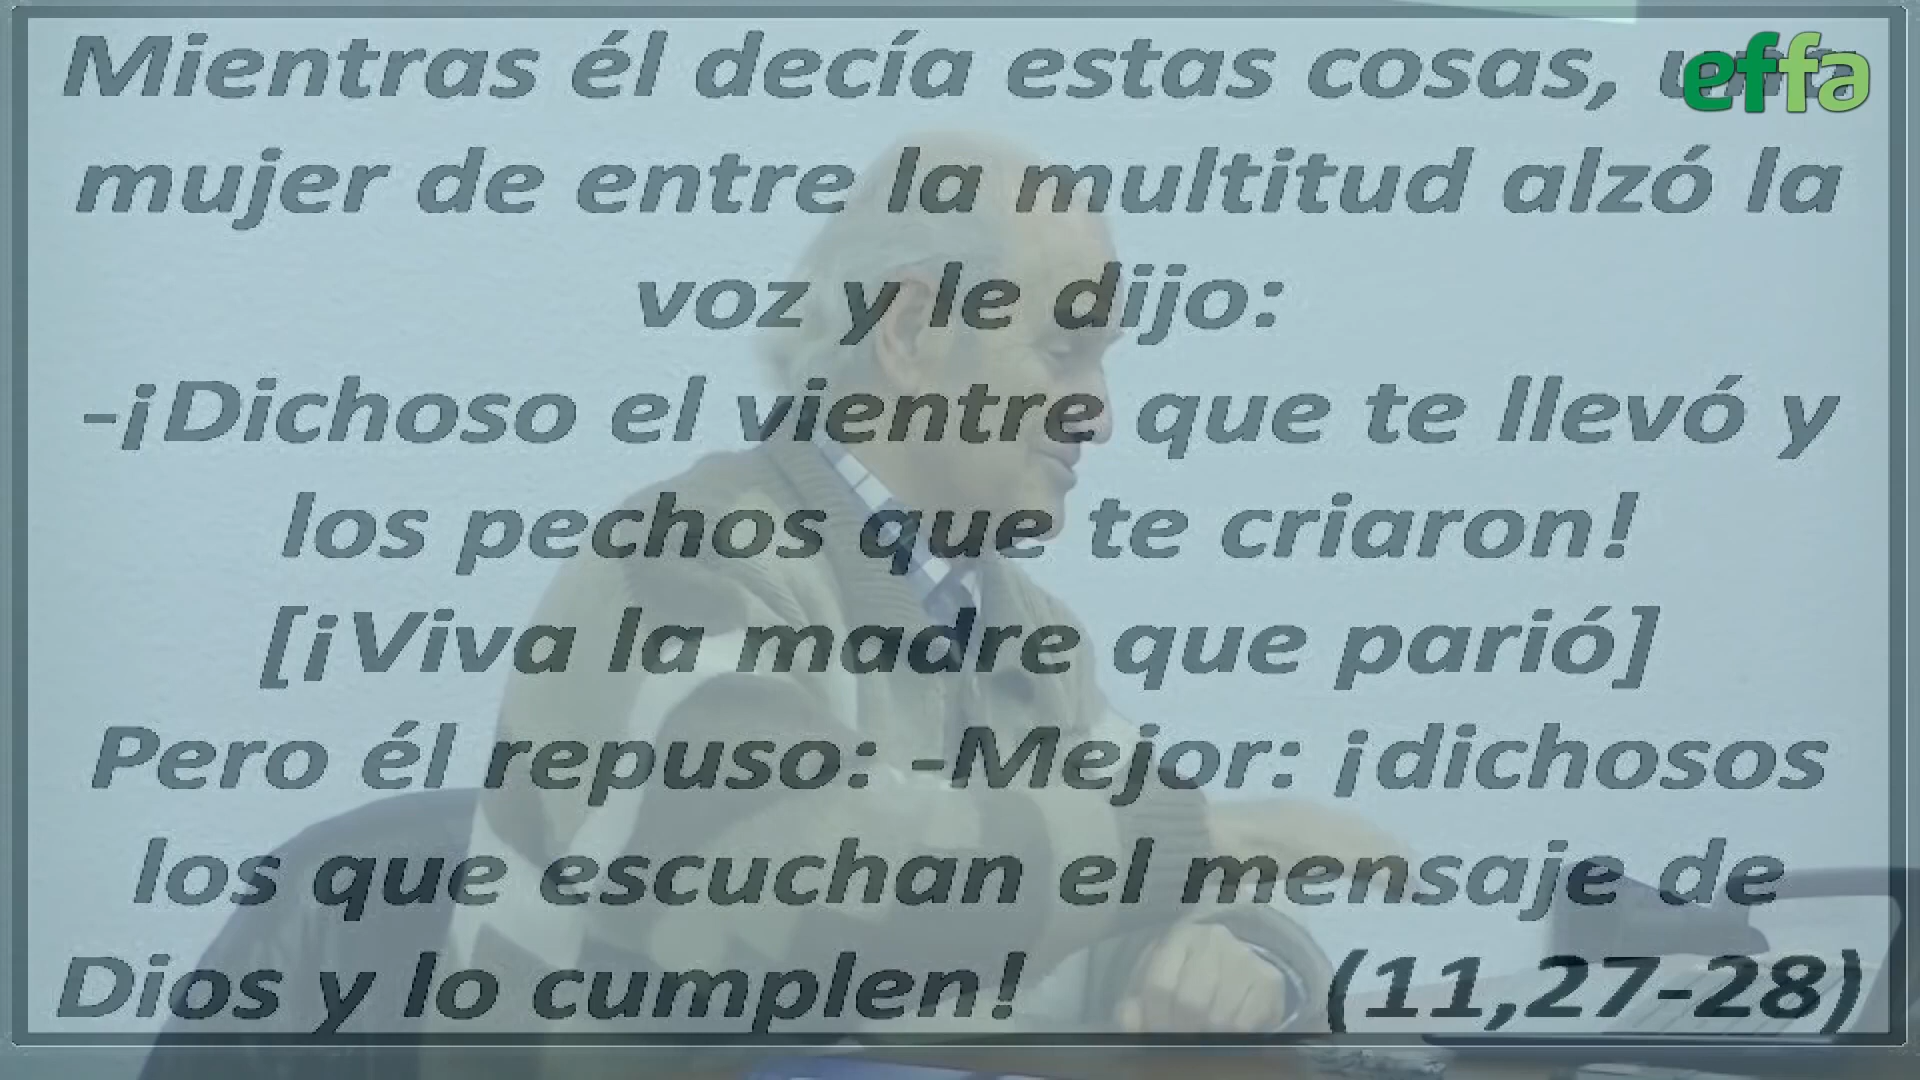 Mientras él decía estas cosas, una
effa
mujer de entre la multitud alzó la
voz y le dijo:
-¡Dichoso el vientre que te llevó y
los pechos que te criaron!
[¡Viva la madre que parió]
Pero él repuso: -Mejor: ¡dichosos
los que escuchan el mensaje de
Dios y lo cumplen! (11,27-28)